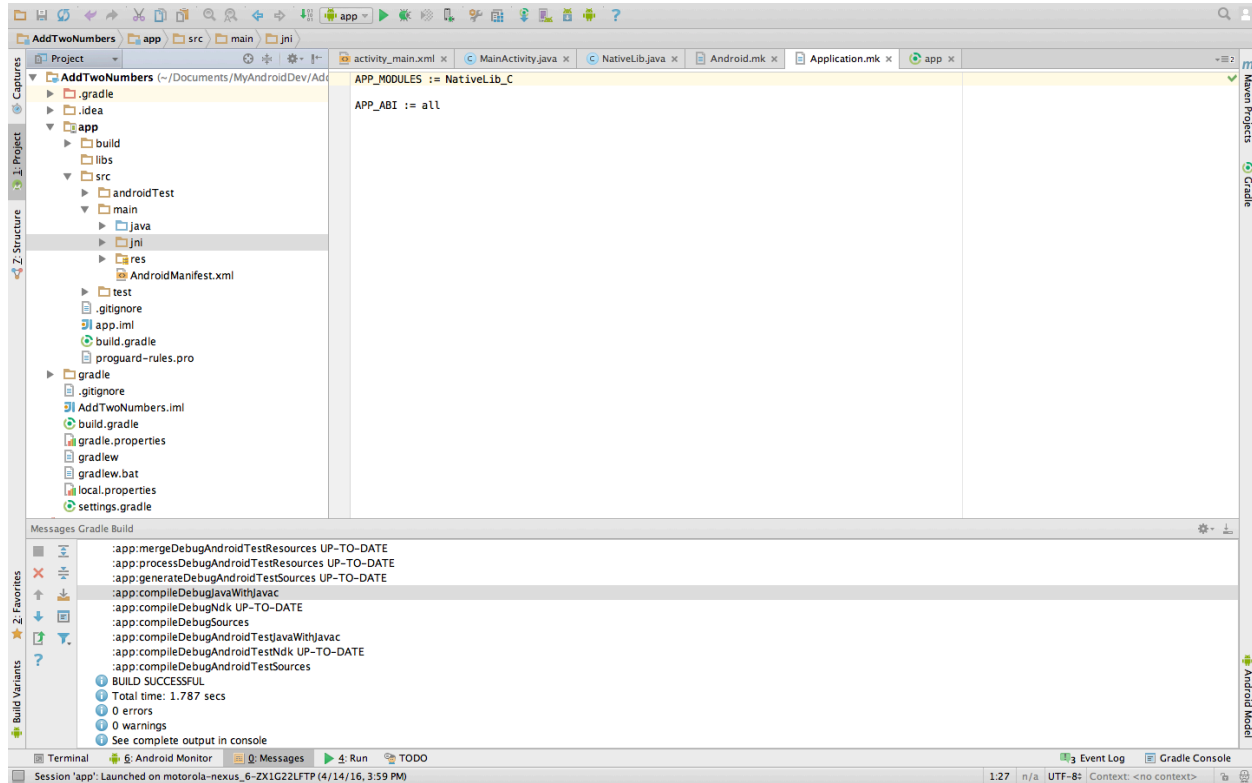 app
AddTwoNumbers app src main jni
Project
activity_main.xml MainActivity.java NativeLib.java Android.mk Application.mk app
2
Captures
1: Project
7: Structure
2: Favorites
Build Variants
AddTwoNumbers (~/Documents/MyAndroidDev/Add
.gradle
.idea
app
build
libs
src
androidTest
main
java
jni
res
AndroidManifest.xml
test
.gitignore
app.iml
build.gradle
proguard-rules.pro
gradle
.gitignore
AddTwoNumbers.iml
build.gradle
gradle.properties
gradlew
gradlew.bat
local.properties
settings.gradle
APP_MODULES := NativeLib_C
APP_ABI := all
m
Maven Projects
Gradle
Android Model
Messages Gradle Build
:app:mergeDebugAndroidTestResources UP-TO-DATE
:app:processDebugAndroidTestResources UP-TO-DATE
:app:generateDebugAndroidTestSources UP-TO-DATE
:app:compileDebugJavaWithJavac
:app:compileDebugNdk UP-TO-DATE
:app:compileDebugSources
:app:compileDebugAndroidTestJavaWithJavac
:app:compileDebugAndroidTestNdk UP-TO-DATE
:app:compileDebugAndroidTestSources
BUILD SUCCESSFUL
Total time: 1.787 secs
0 errors
0 warnings
See complete output in console
Terminal 6: Android Monitor 0: Messages 4: Run TODO 3 Event Log Gradle Console
Session 'app': Launched on motorola-nexus_6-ZX1G22LFTP (4/14/16, 3:59 PM) 1:27 n/a UTF-8 Context: <no context>